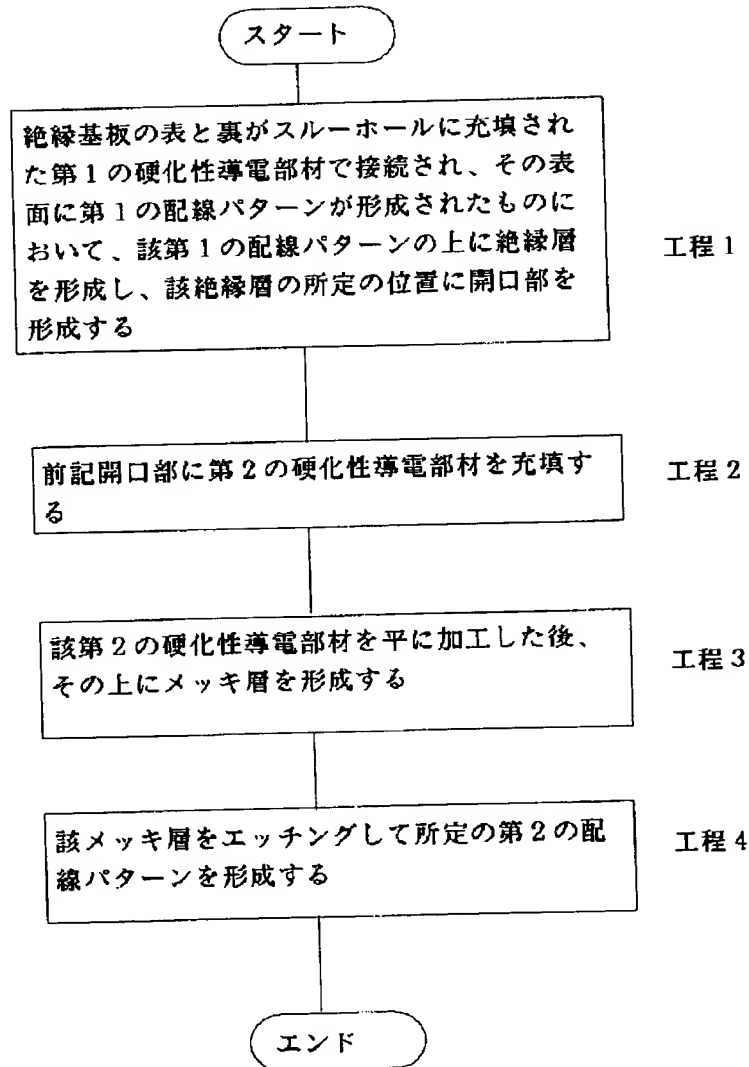 スタート
絶縁基板の表と裏がスルーホールに充填され
た第1の硬化性導電部材で接続され、その表
面に第1の配線パターンが形成されたものに
おいて、該第1の配線パターンの上に絶縁層
を形成し、該絶縁層の所定の位置に開口部を
形成する
工程1
前記開口部に第2の硬化性導電部材を充填す
る
工程2
該第2の硬化性導電部材を平に加工した後、
その上にメッキ層を形成する
工程3
該メッキ層をエッチングして所定の第2の配
線パターンを形成する
工程4
エンド